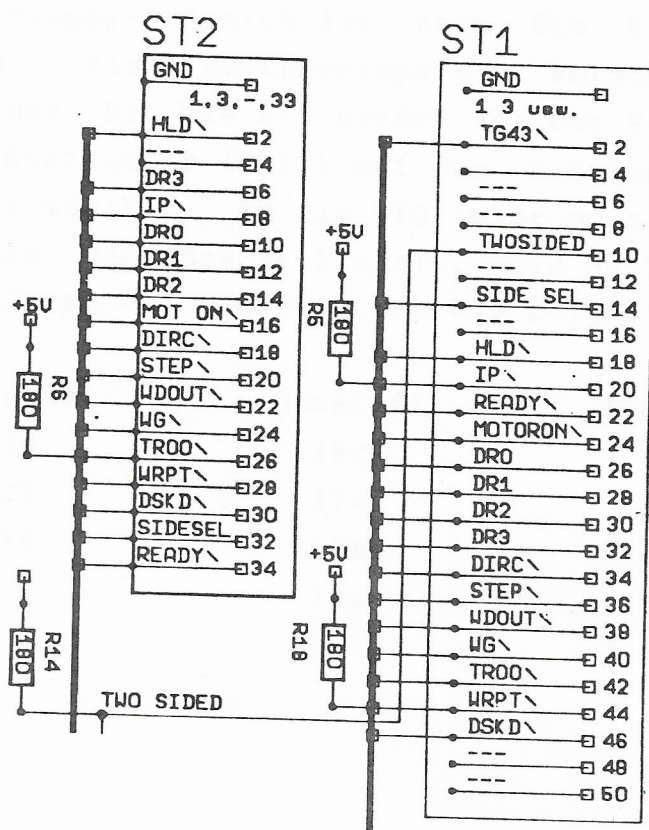 ST2
GND
1,3,-,33
HLD\ 2
--- 4
DR3 6
IP\ 8
DR0 10
DR1 12
DR2 14
MOT ON\ 16
DIRC\ 18
STEP\ 20
WDOUT\ 22
WG\ 24
TR00\ 26
WRPT\ 28
DSKD\ 30
SIDESEL 32
READY\ 34
+5V
R6
180
R14
180
TWO SIDED
ST1
GND
1 3 usw.
TG43\ 2
4
--- 6
--- 8
TWOSIDED 10
--- 12
SIDE SEL 14
--- 16
HLD\ 18
IP\ 20
READY\ 22
MOTORON\ 24
DR0 26
DR1 28
DR2 30
DR3 32
DIRC\ 34
STEP\ 36
WDOUT\ 38
WG\ 40
TR00\ 42
WRPT\ 44
DSKD\ 46
--- 48
--- 50
+5V
R5
180
+5V
R18
180